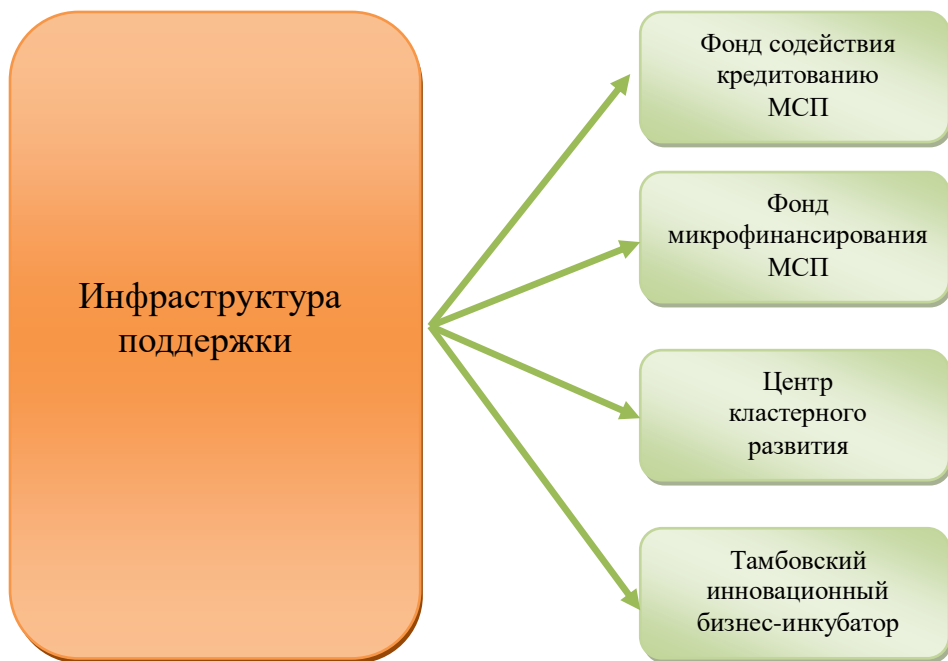 Инфраструктура
поддержки
Фонд содействия
кредитованию
МСП
Фонд
микрофинансирования
МСП
Центр
кластерного
развития
Тамбовский
инновационный
бизнес-инкубатор